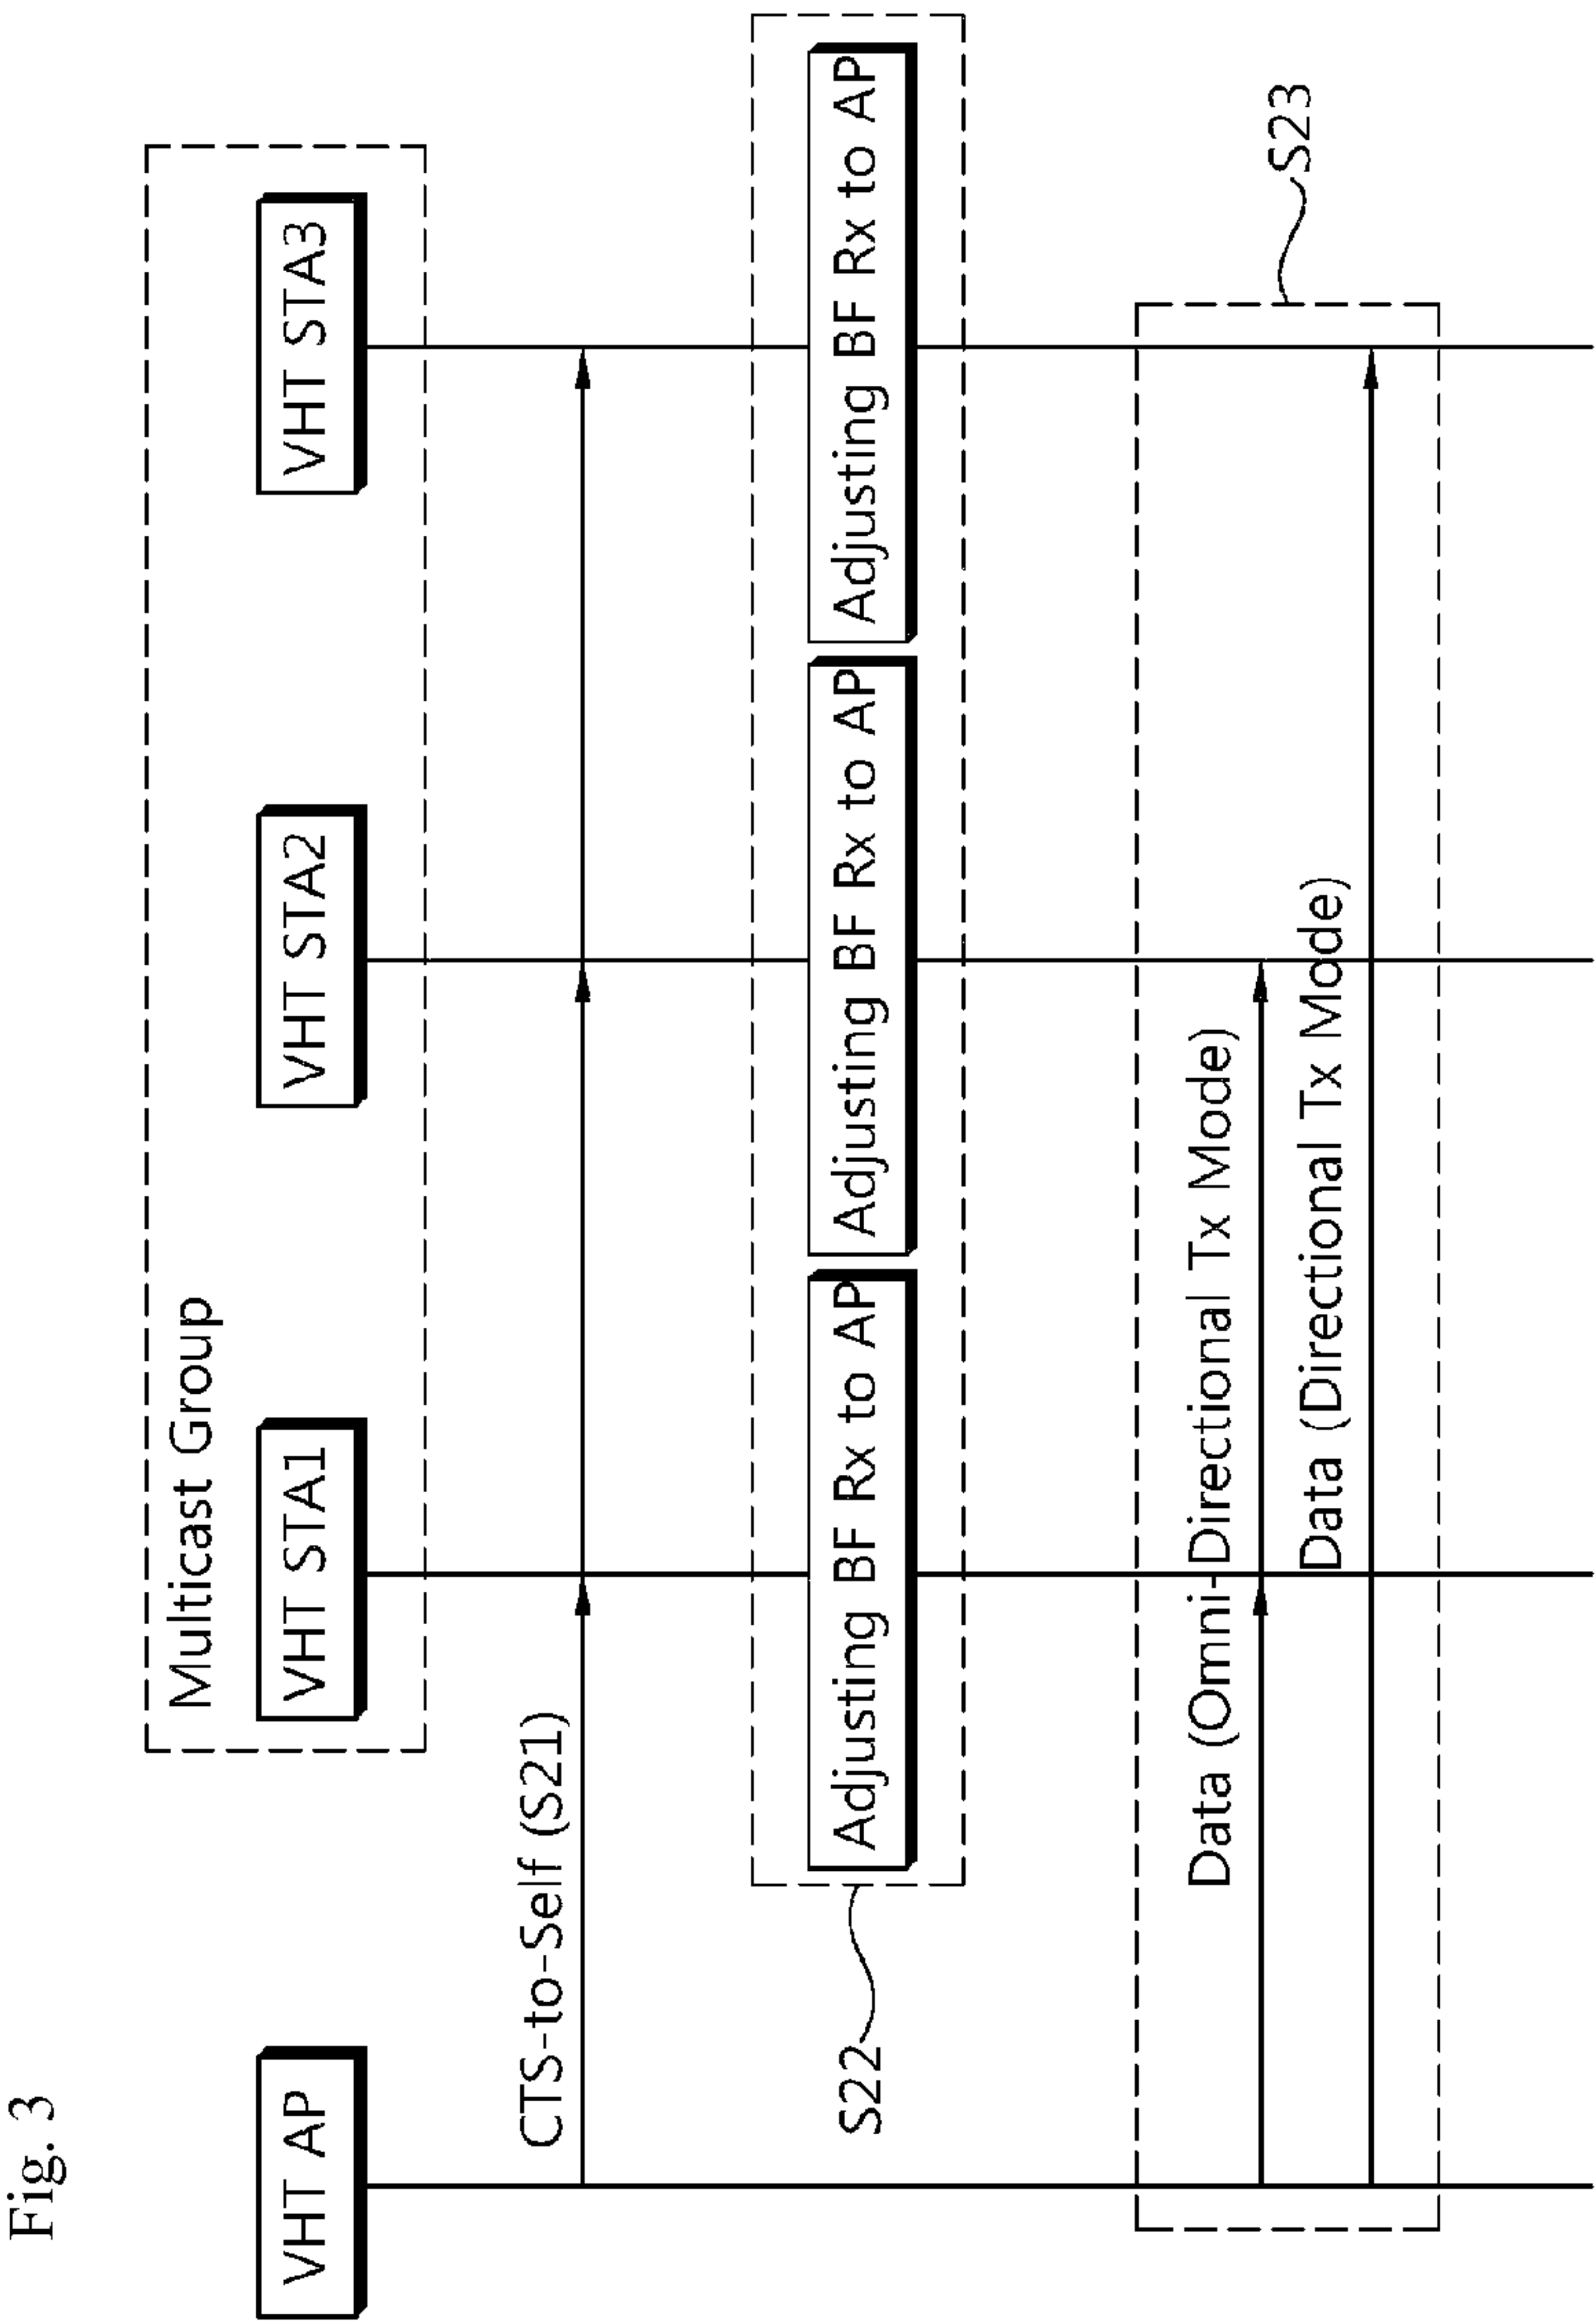 Fig. 3
Multicast Group
VHT AP
VHT STA1
VHT STA2
VHT STA3
CTS-to-Self (S21)
S22
Adjusting BF Rx to AP
Adjusting BF Rx to AP
Adjusting BF Rx to AP
S23
Data (Omni-Directional Tx Mode)
Data (Directional Tx Mode)